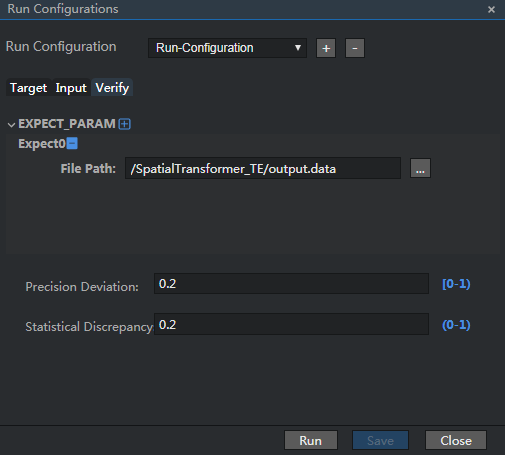 Run Configurations ×
Run Configuration Run-Configuration + -
Target Input Verify
EXPECT_PARAM
Expect0
File Path: /SpatialTransformer_TE/output.data ...
Precision Deviation: 0.2 [0-1)
Statistical Discrepancy 0.2 (0-1)
Run Save Close